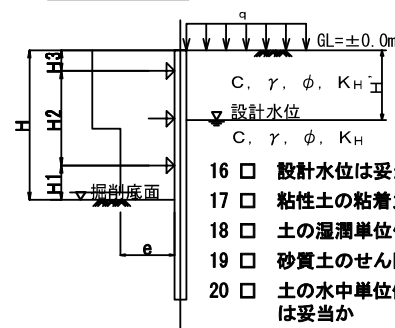 q
GL=±0.0m
H3
C, γ, φ, KH
H
H2
設計水位
H
C, γ, φ, KH
H1
掘削底面
e
16 □ 設計水位は妥
17 □ 粘性土の粘着
18 □ 土の湿潤単位
19 □ 砂質土のせん
20 □ 土の水中単位
は妥当か